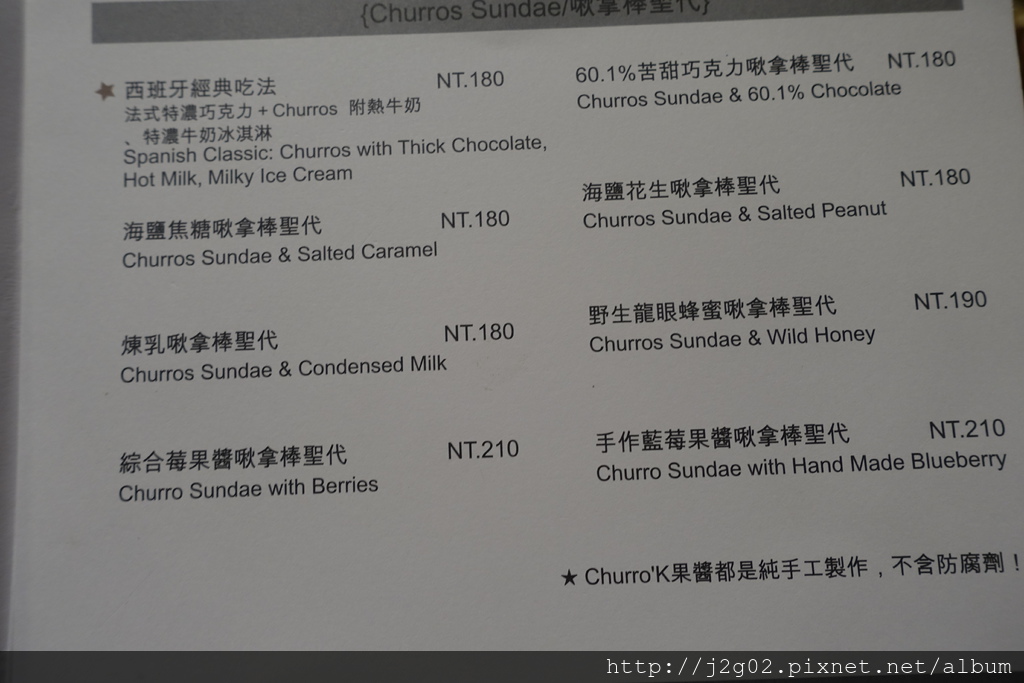 {Churros Sundae/啾拿棒聖代}
★ 西班牙經典吃法 NT.180
法式特濃巧克力+Churros 附熱牛奶
、特濃牛奶冰淇淋
Spanish Classic: Churros with Thick Chocolate,
Hot Milk, Milky Ice Cream
海鹽焦糖啾拿棒聖代 NT.180
Churros Sundae & Salted Caramel
煉乳啾拿棒聖代 NT.180
Churros Sundae & Condensed Milk
綜合莓果醬啾拿棒聖代 NT.210
Churro Sundae with Berries
60.1%苦甜巧克力啾拿棒聖代 NT.180
Churros Sundae & 60.1% Chocolate
海鹽花生啾拿棒聖代 NT.180
Churros Sundae & Salted Peanut
野生龍眼蜂蜜啾拿棒聖代 NT.190
Churros Sundae & Wild Honey
手作藍莓果醬啾拿棒聖代 NT.210
Churro Sundae with Hand Made Blueberry
★ Churro'K果醬都是純手工製作，不含防腐劑！
http://j2g02.pixnet.net/album